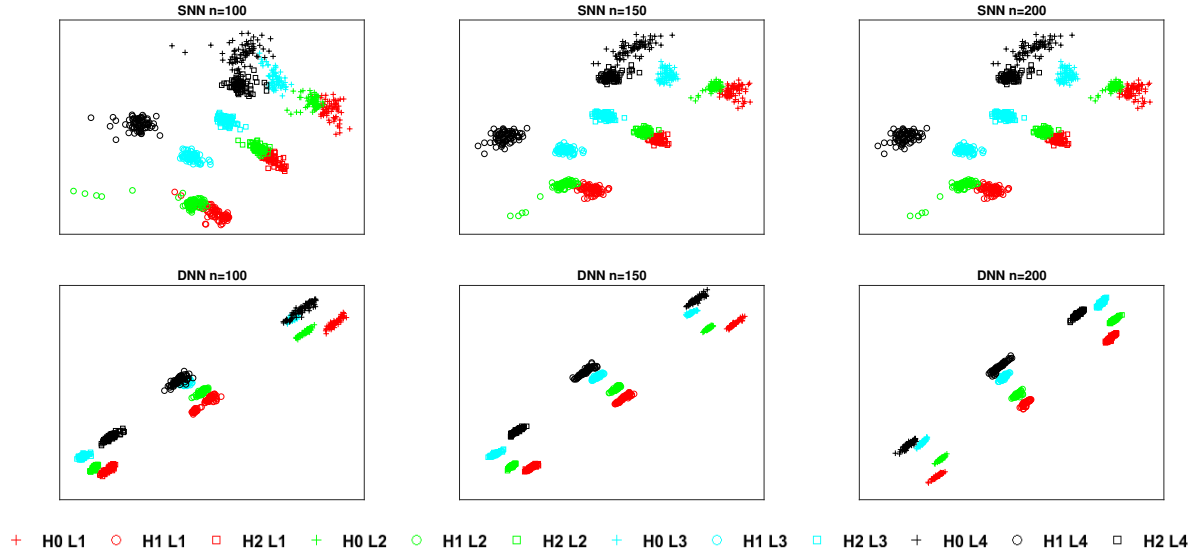 SNN n=100 SNN n=150 SNN n=200
DNN n=100 DNN n=150 DNN n=200
H0 L1 H1 L1 H2 L1 H0 L2 H1 L2 H2 L2 H0 L3 H1 L3 H2 L3 H0 L4 H1 L4 H2 L4